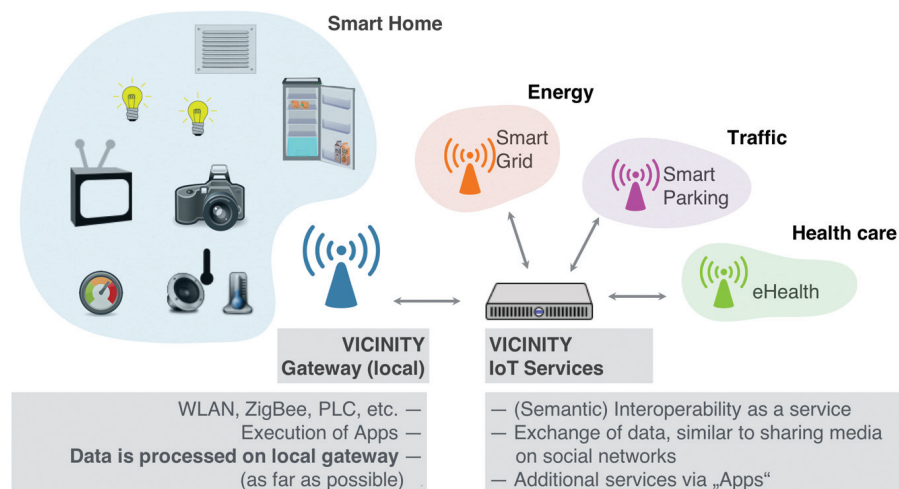 Smart Home
Energy
Smart
Grid
Traffic
Smart
Parking
Health care
eHealth
VICINITY
Gateway (local)
VICINITY
IoT Services
WLAN, ZigBee, PLC, etc. —
Execution of Apps —
Data is processed on local gateway —
(as far as possible)
— (Semantic) Interoperability as a service
— Exchange of data, similar to sharing media
on social networks
— Additional services via „Apps“